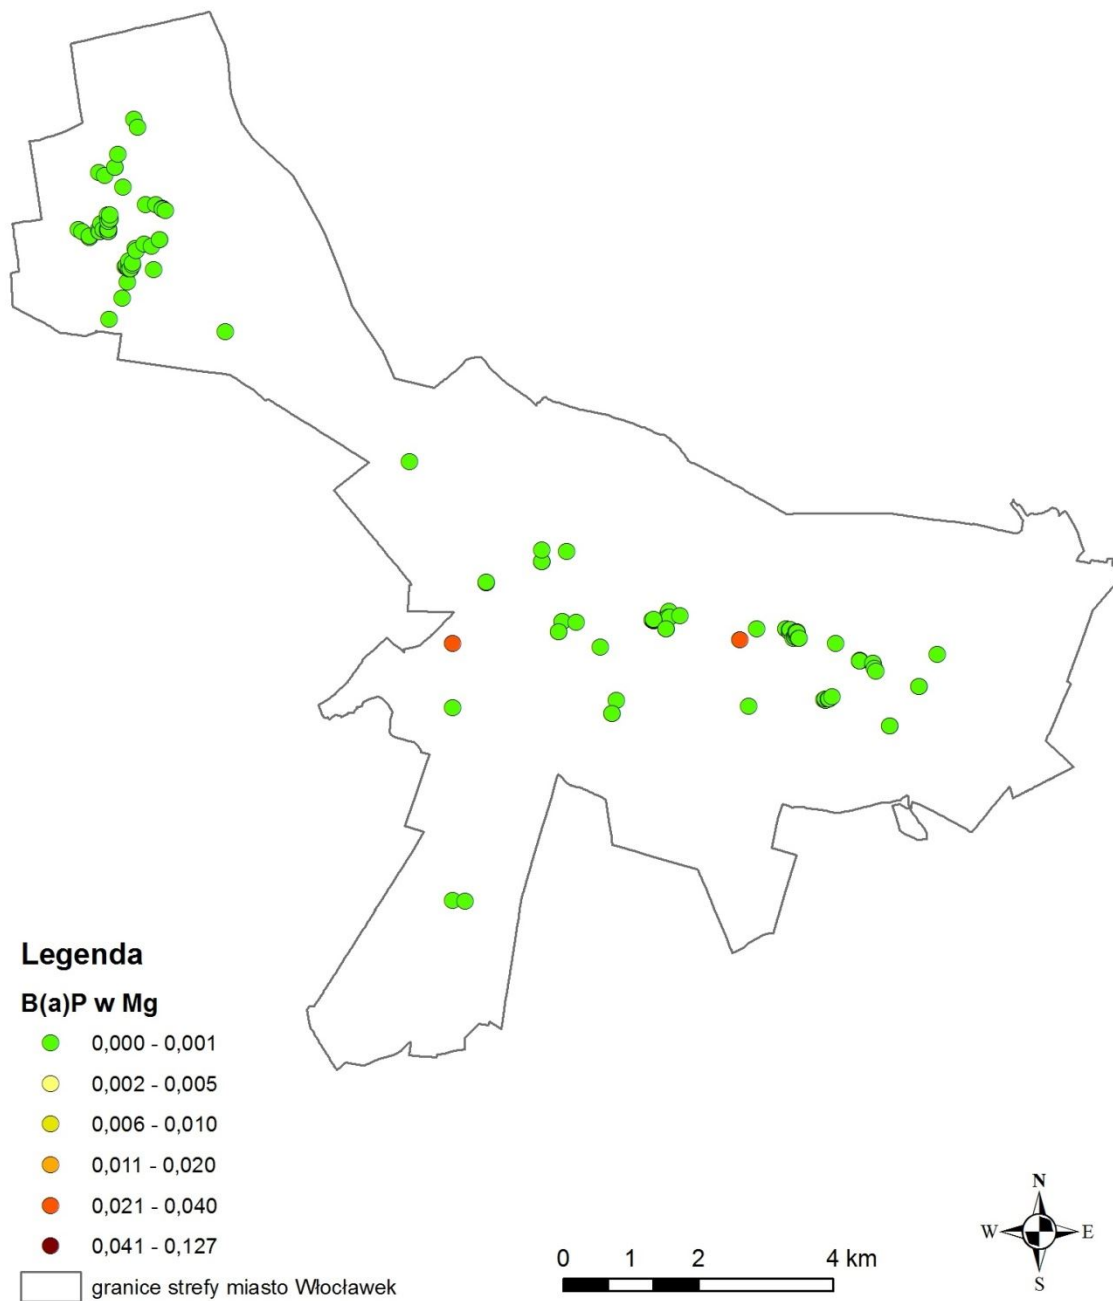 Legenda
B(a)P w Mg
0,000 - 0,001
0,002 - 0,005
0,006 - 0,010
0,011 - 0,020
0,021 - 0,040
0,041 - 0,127
granice strefy miasto Włocławek
0 1 2 4 km
N
W E
S